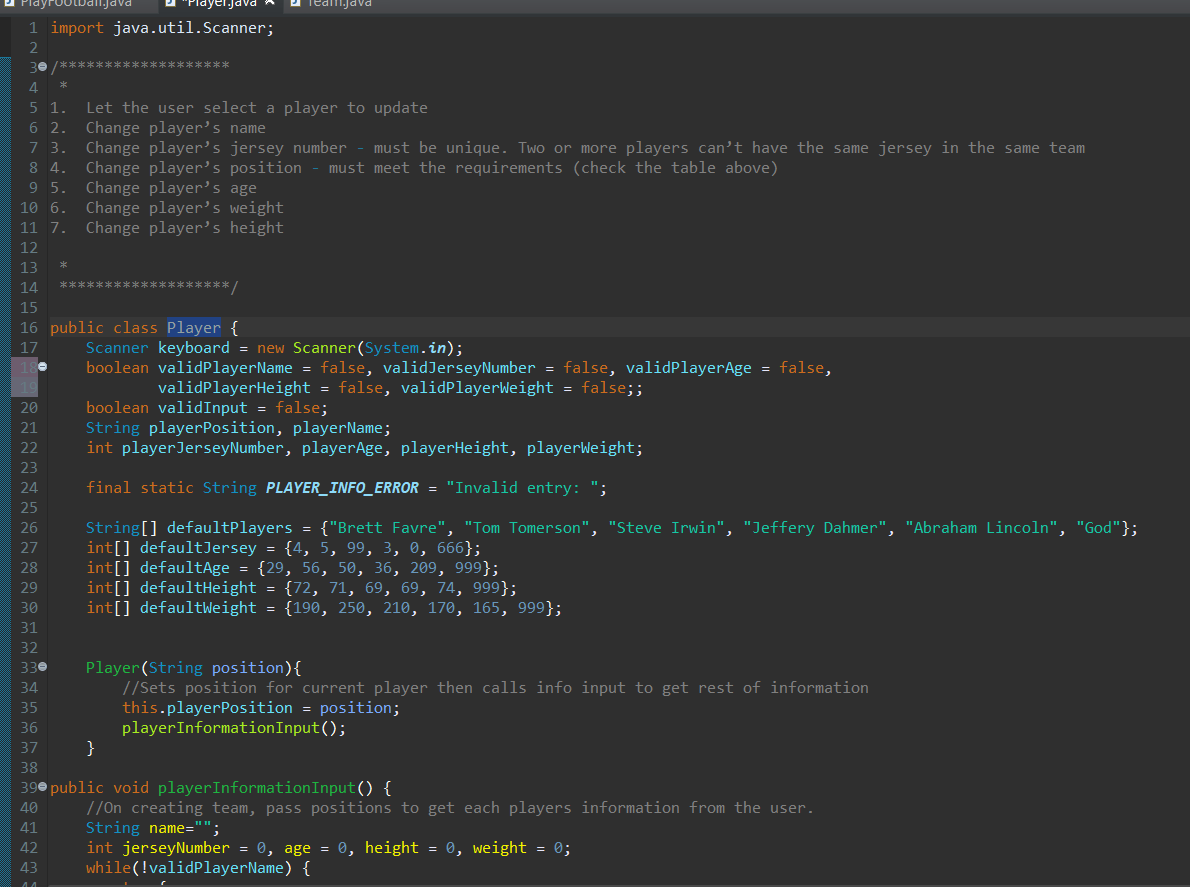 PlayFootball.java *Player.java Team.java
1 import java.util.Scanner;
2
3 /*******************
4 *
5 1. Let the user select a player to update
6 2. Change player’s name
7 3. Change player’s jersey number - must be unique. Two or more players can’t have the same jersey in the same team
8 4. Change player’s position - must meet the requirements (check the table above)
9 5. Change player’s age
10 6. Change player’s weight
11 7. Change player’s height
12
13 *
14 *******************/
15
16 public class Player {
17 Scanner keyboard = new Scanner(System.in);
18 boolean validPlayerName = false, validJerseyNumber = false, validPlayerAge = false,
19 validPlayerHeight = false, validPlayerWeight = false;;
20 boolean validInput = false;
21 String playerPosition, playerName;
22 int playerJerseyNumber, playerAge, playerHeight, playerWeight;
23
24 final static String PLAYER_INFO_ERROR = "Invalid entry: ";
25
26 String[] defaultPlayers = {"Brett Favre", "Tom Tomerson", "Steve Irwin", "Jeffery Dahmer", "Abraham Lincoln", "God"};
27 int[] defaultJersey = {4, 5, 99, 3, 0, 666};
28 int[] defaultAge = {29, 56, 50, 36, 209, 999};
29 int[] defaultHeight = {72, 71, 69, 69, 74, 999};
30 int[] defaultWeight = {190, 250, 210, 170, 165, 999};
31
32
33 Player(String position){
34 //Sets position for current player then calls info input to get rest of information
35 this.playerPosition = position;
36 playerInformationInput();
37 }
38
39 public void playerInformationInput() {
40 //On creating team, pass positions to get each players information from the user.
41 String name="";
42 int jerseyNumber = 0, age = 0, height = 0, weight = 0;
43 while(!validPlayerName) {